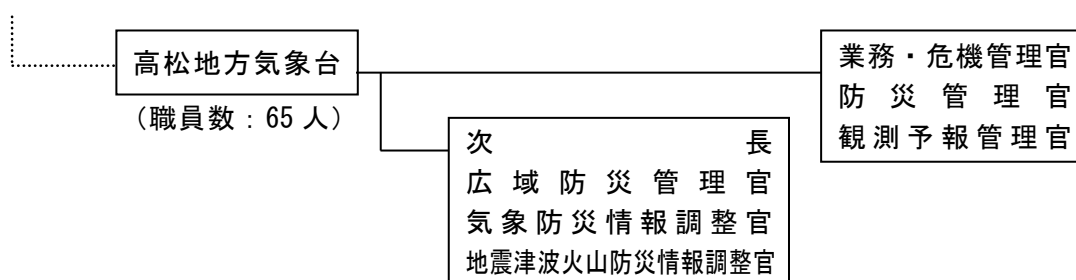 高松地方気象台
（職員数：65人）
業務・危機管理官
防災管理官
観測予報管理官
次長
広域防災管理官
気象防災情報調整官
地震津波火山防災情報調整官